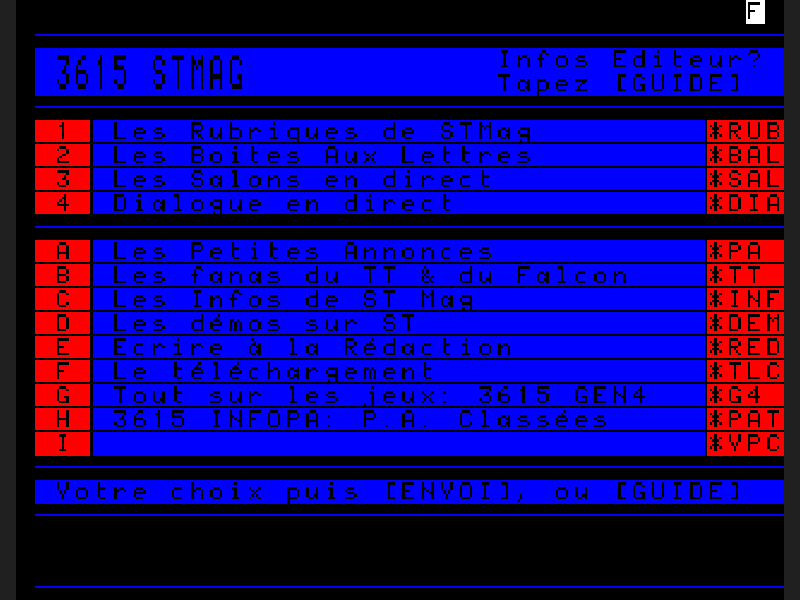 F
3615 STMAG
Infos Editeur?
Tapez [GUIDE]
1 Les Rubriques de STMag *RUB
2 Les Boites Aux Lettres *BAL
3 Les Salons en direct *SAL
4 Dialogue en direct *DIA
A Les Petites Annonces *PA
B Les fanas du TT & du Falcon *TT
C Les Infos de ST Mag *INF
D Les démos sur ST *DEM
E Ecrire à la Rédaction *RED
F Le téléchargement *TLC
G Tout sur les jeux: 3615 GEN4 *G4
H 3615 INFOPA: P.A. Classées *PAT
I *VPC
Votre choix puis [ENVOI], ou [GUIDE]